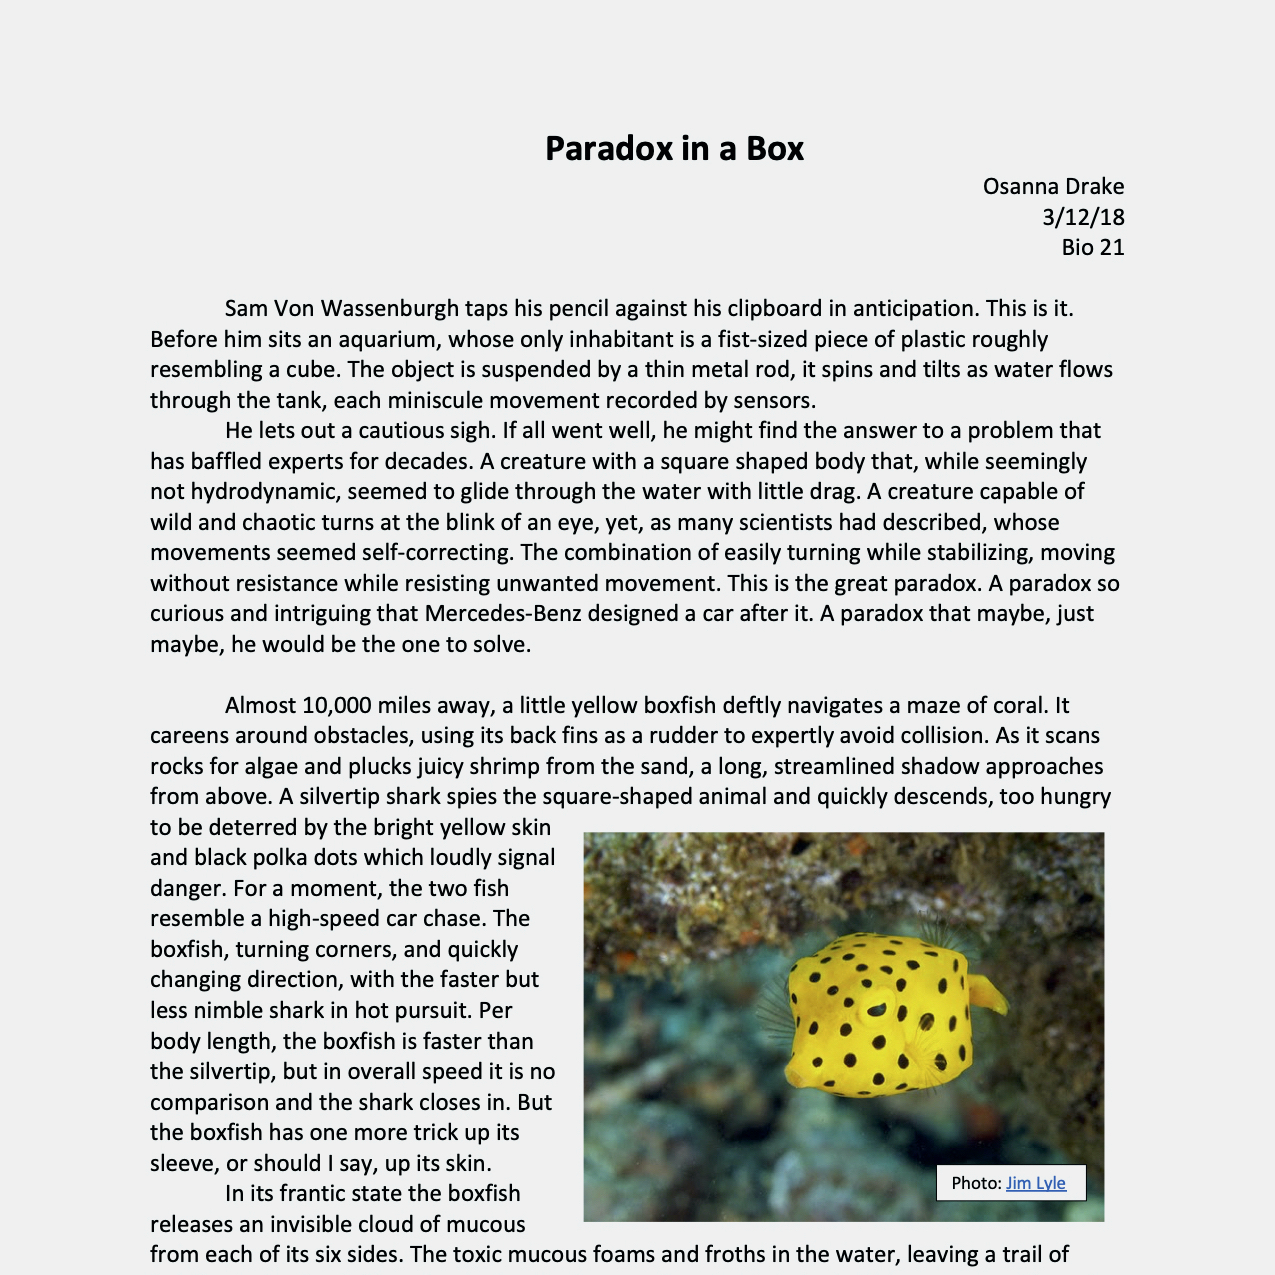 Paradox in a Box
Osanna Drake
3/12/18
Bio 21
Sam Von Wassenburgh taps his pencil against his clipboard in anticipation. This is it.
Before him sits an aquarium, whose only inhabitant is a fist-sized piece of plastic roughly
resembling a cube. The object is suspended by a thin metal rod, it spins and tilts as water flows
through the tank, each miniscule movement recorded by sensors.
He lets out a cautious sigh. If all went well, he might find the answer to a problem that
has baffled experts for decades. A creature with a square shaped body that, while seemingly
not hydrodynamic, seemed to glide through the water with little drag. A creature capable of
wild and chaotic turns at the blink of an eye, yet, as many scientists had described, whose
movements seemed self-correcting. The combination of easily turning while stabilizing, moving
without resistance while resisting unwanted movement. This is the great paradox. A paradox so
curious and intriguing that Mercedes-Benz designed a car after it. A paradox that maybe, just
maybe, he would be the one to solve.
Almost 10,000 miles away, a little yellow boxfish deftly navigates a maze of coral. It
careens around obstacles, using its back fins as a rudder to expertly avoid collision. As it scans
rocks for algae and plucks juicy shrimp from the sand, a long, streamlined shadow approaches
from above. A silvertip shark spies the square-shaped animal and quickly descends, too hungry
to be deterred by the bright yellow skin
and black polka dots which loudly signal
danger. For a moment, the two fish
resemble a high-speed car chase. The
boxfish, turning corners, and quickly
changing direction, with the faster but
less nimble shark in hot pursuit. Per
body length, the boxfish is faster than
the silvertip, but in overall speed it is no
comparison and the shark closes in. But
the boxfish has one more trick up its
sleeve, or should I say, up its skin.
In its frantic state the boxfish
releases an invisible cloud of mucous
from each of its six sides. The toxic mucous foams and froths in the water, leaving a trail of
Photo: Jim Lyle